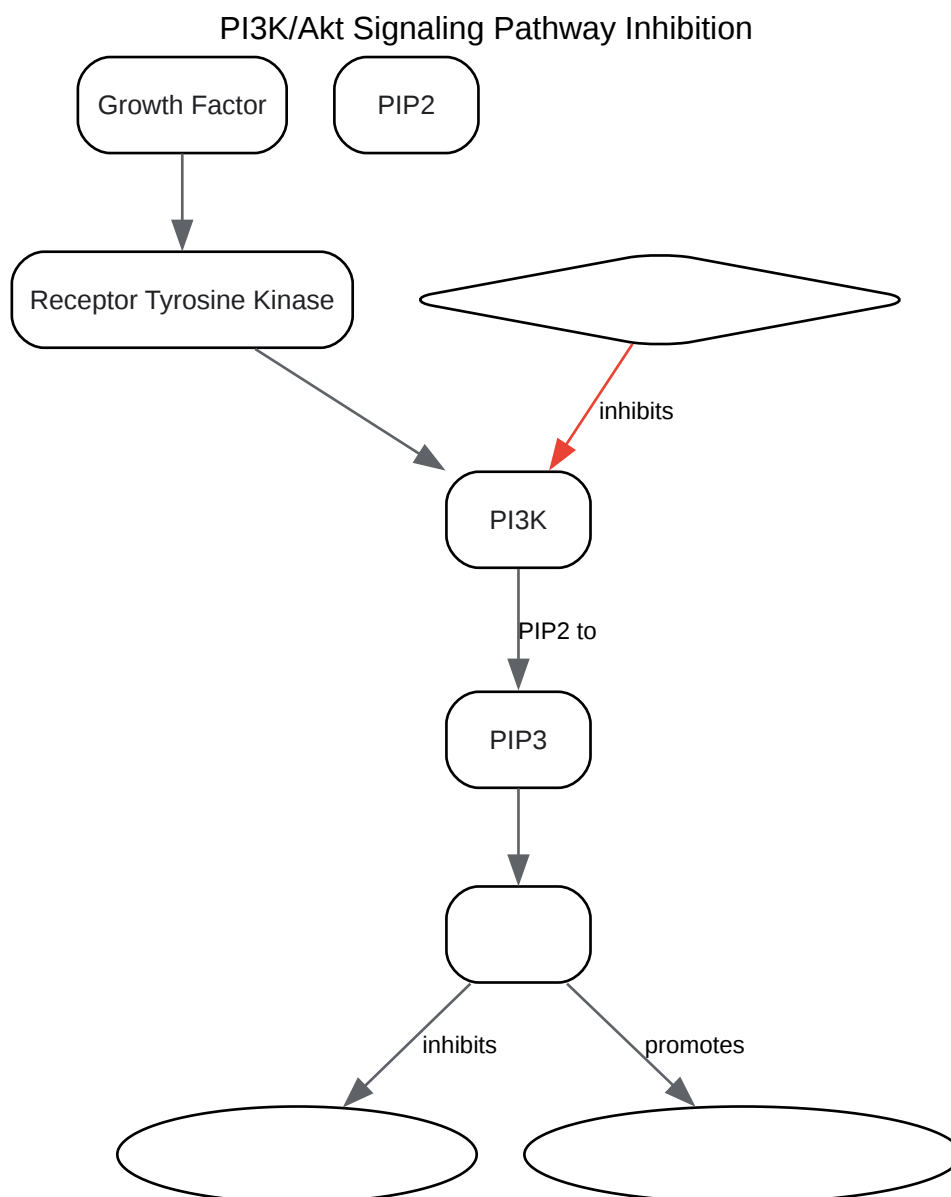 PI3K/Akt Signaling Pathway Inhibition
Growth Factor
PIP2
Receptor Tyrosine Kinase
inhibits
PI3K
PIP2 to
PIP3
inhibits
promotes